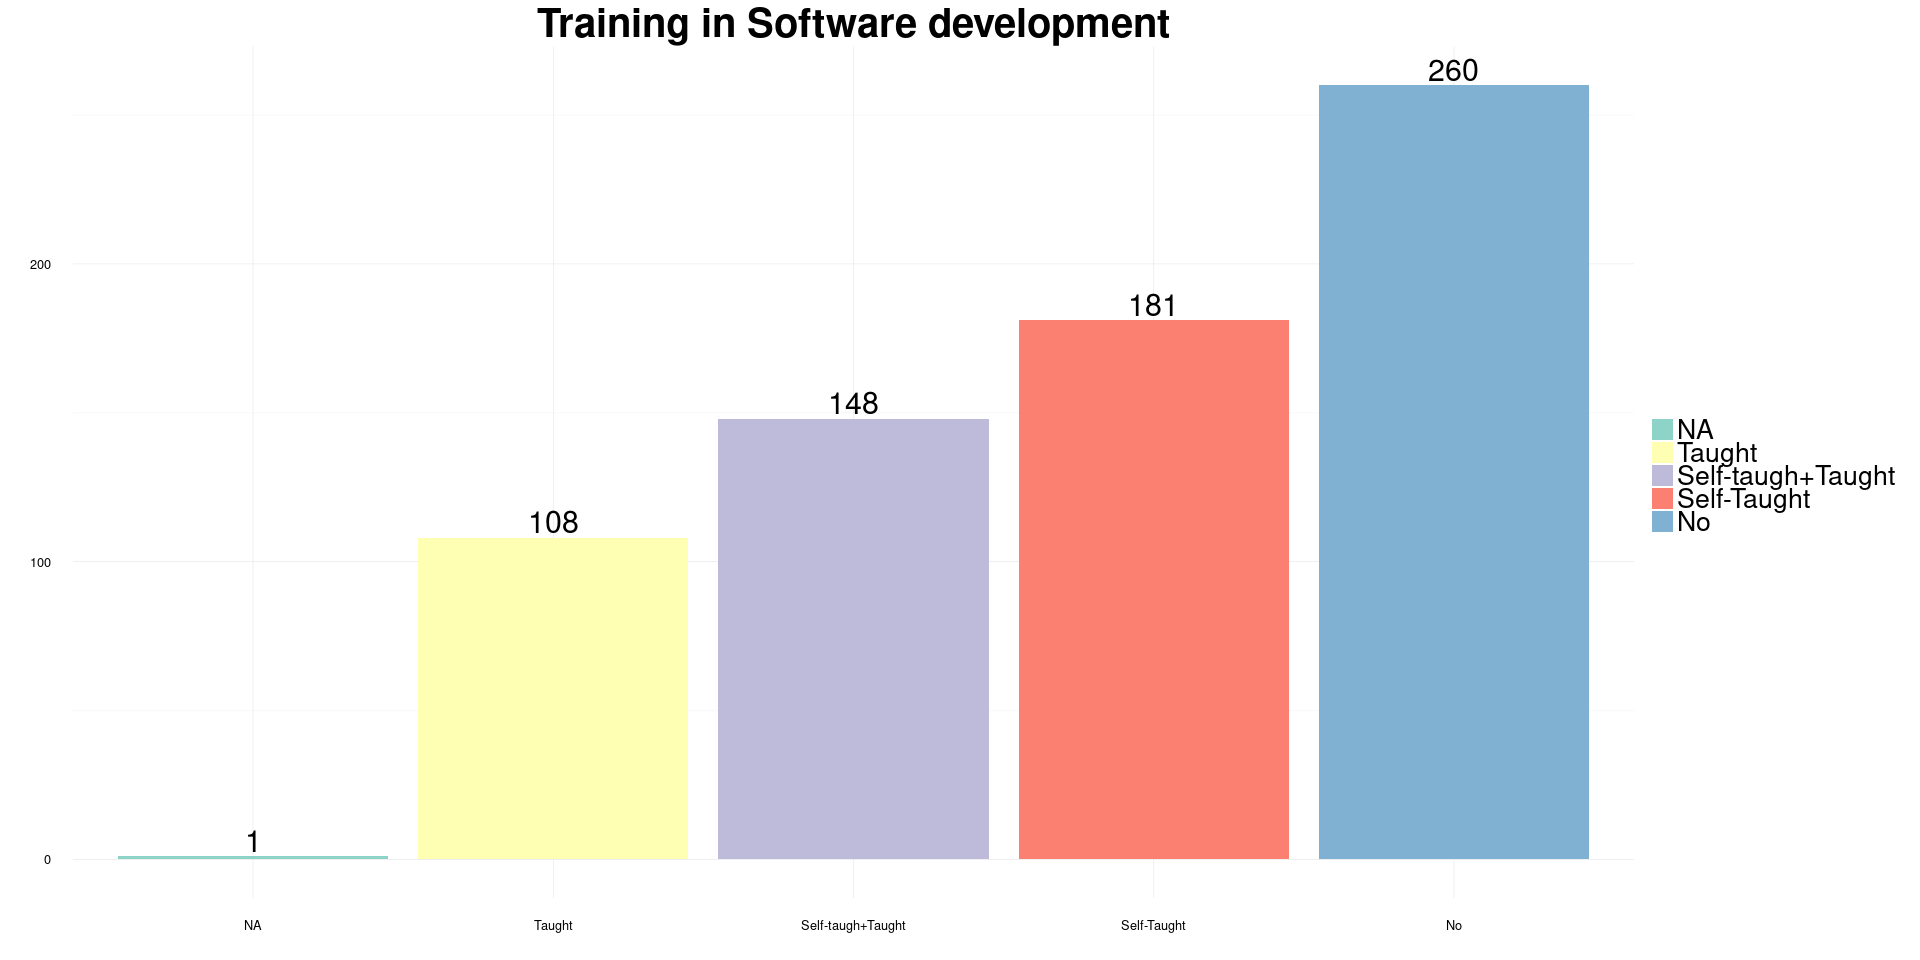 Training in Software development
260
200
181
148
108
100
1
0
NA
Taught
Self-taugh+Taught
Self-Taught
No
NA
Taught
Self-taugh+Taught
Self-Taught
No